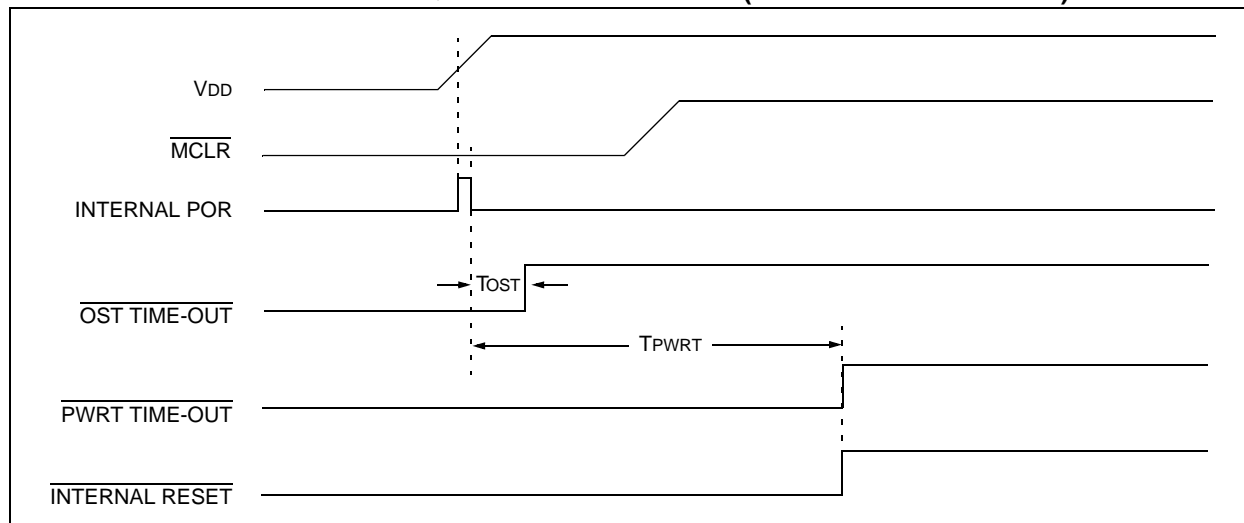 VDD
MCLR
INTERNAL POR
TOST
OST TIME-OUT
TPWRT
PWRT TIME-OUT
INTERNAL RESET